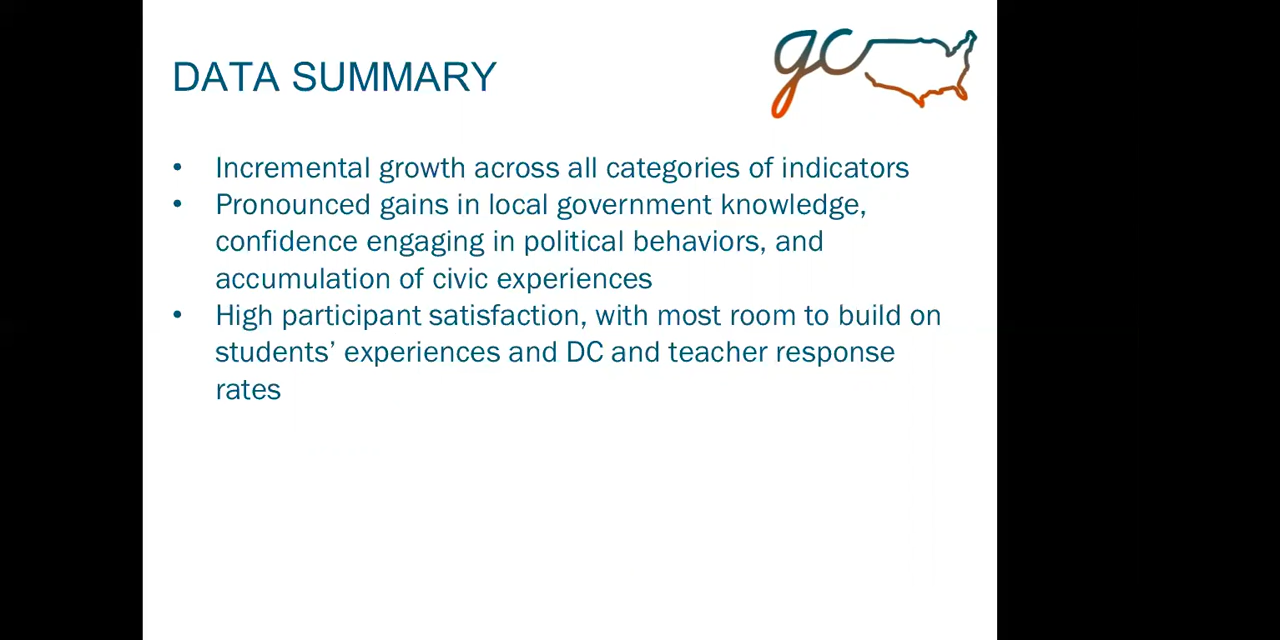 gc
DATA SUMMARY
• Incremental growth across all categories of indicators
• Pronounced gains in local government knowledge,
confidence engaging in political behaviors, and
accumulation of civic experiences
• High participant satisfaction, with most room to build on
students’ experiences and DC and teacher response
rates